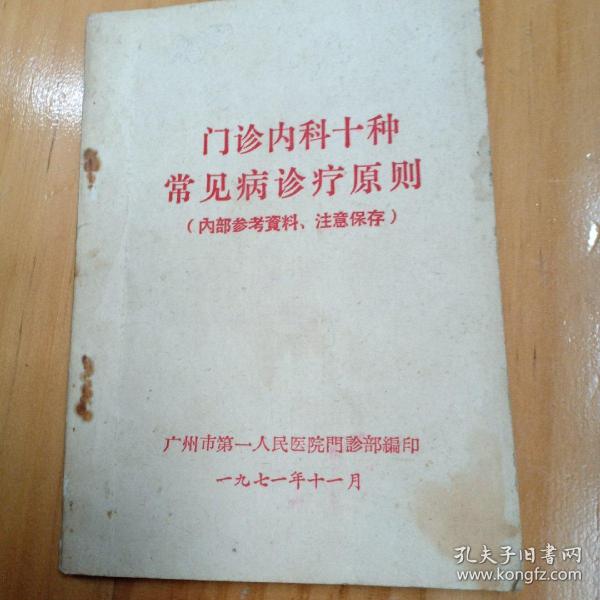 门诊内科十种
常见病诊疗原则
（内部参考資料、注意保存）
广州市第一人民医院門診部編印
一九七一年十一月
孔夫子旧書网
www.kongfz.com